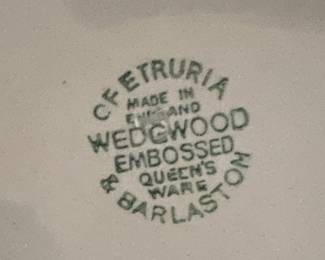 OF ETRURIA
MADE IN
ENGLAND
WEDGWOOD
EMBOSSED
QUEEN'S
WARE
& BARLASTON